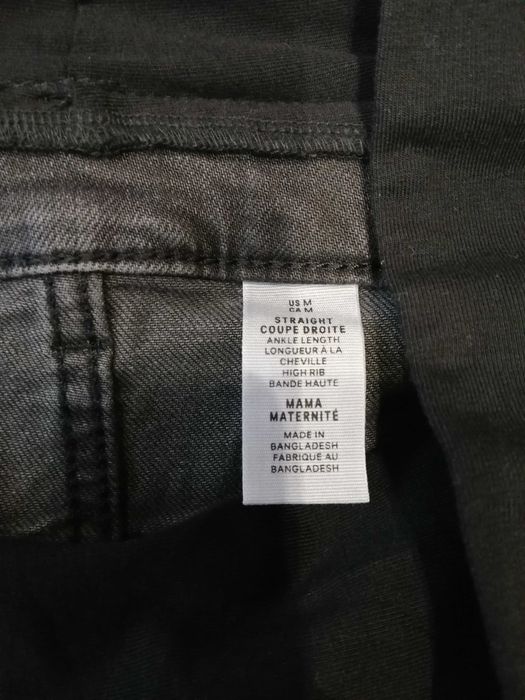 US M
CA M
STRAIGHT
COUPE DROITE
ANKLE LENGTH
LONGUEUR À LA
CHEVILLE
HIGH RIB
BANDE HAUTE
MAMA
MATERNITÉ
MADE IN
BANGLADESH
FABRIQUE AU
BANGLADESH